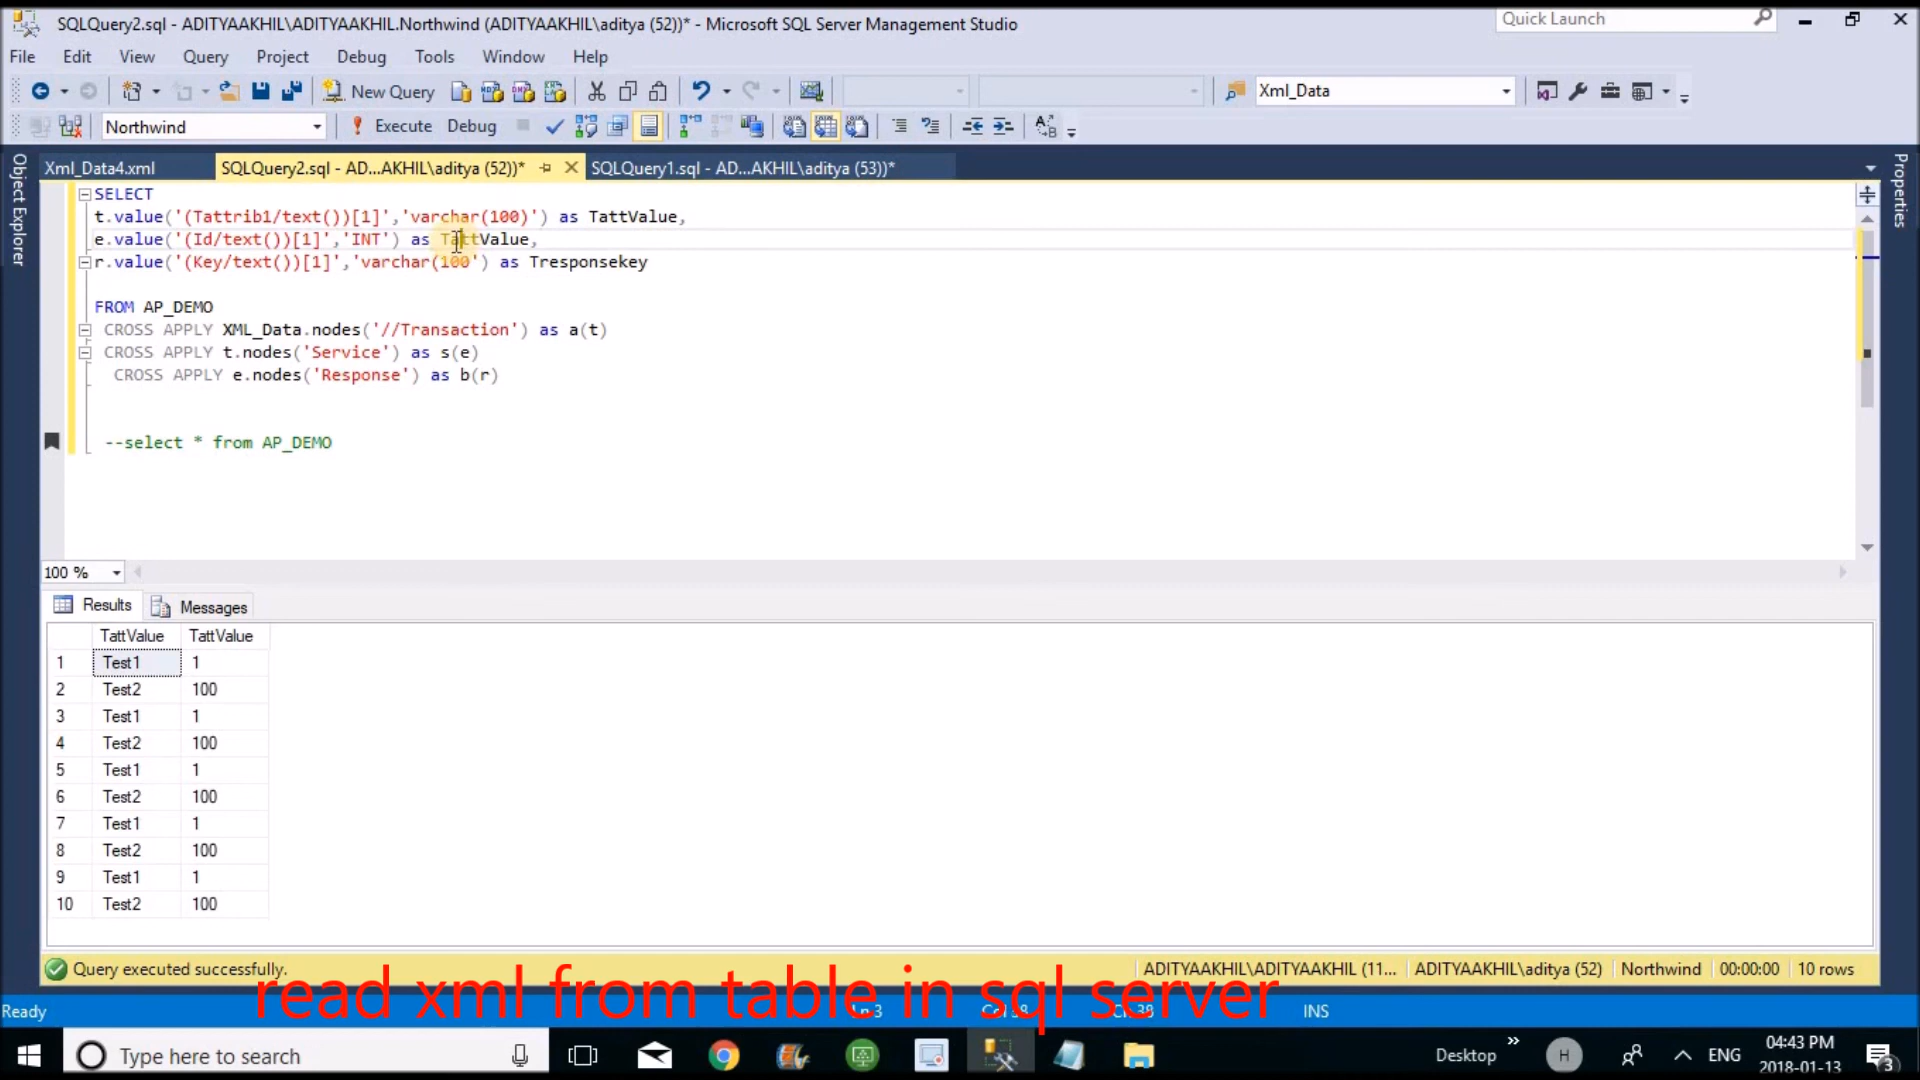 SQLQuery2.sql - ADITYAAKHIL\ADITYAAKHIL.Northwind (ADITYAAKHIL\aditya (52))* - Microsoft SQL Server Management Studio
Quick Launch
File Edit View Query Project Debug Tools Window Help
New Query
Xml_Data
Northwind
Execute Debug
Object Explorer
Xml_Data4.xml
SQLQuery2.sql - AD...AKHIL\aditya (52))*
SQLQuery1.sql - AD...AKHIL\aditya (53))*
Properties
SELECT
t.value('(Tattrib1/text())[1]','varchar(100)') as TattValue,
e.value('(Id/text())[1]','INT') as TattValue,
r.value('(Key/text())[1]','varchar(100') as Tresponsekey
FROM AP_DEMO
CROSS APPLY XML_Data.nodes('//Transaction') as a(t)
CROSS APPLY t.nodes('Service') as s(e)
CROSS APPLY e.nodes('Response') as b(r)
--select * from AP_DEMO
100 %
Results Messages
TattValue TattValue
1 Test1 1
2 Test2 100
3 Test1 1
4 Test2 100
5 Test1 1
6 Test2 100
7 Test1 1
8 Test2 100
9 Test1 1
10 Test2 100
Query executed successfully.
ADITYAAKHIL\ADITYAAKHIL (11... ADITYAAKHIL\aditya (52) Northwind 00:00:00 10 rows
read xml from table in sql server
Ready
INS
Type here to search
Desktop
H
ENG
04:43 PM
2018-01-13
3